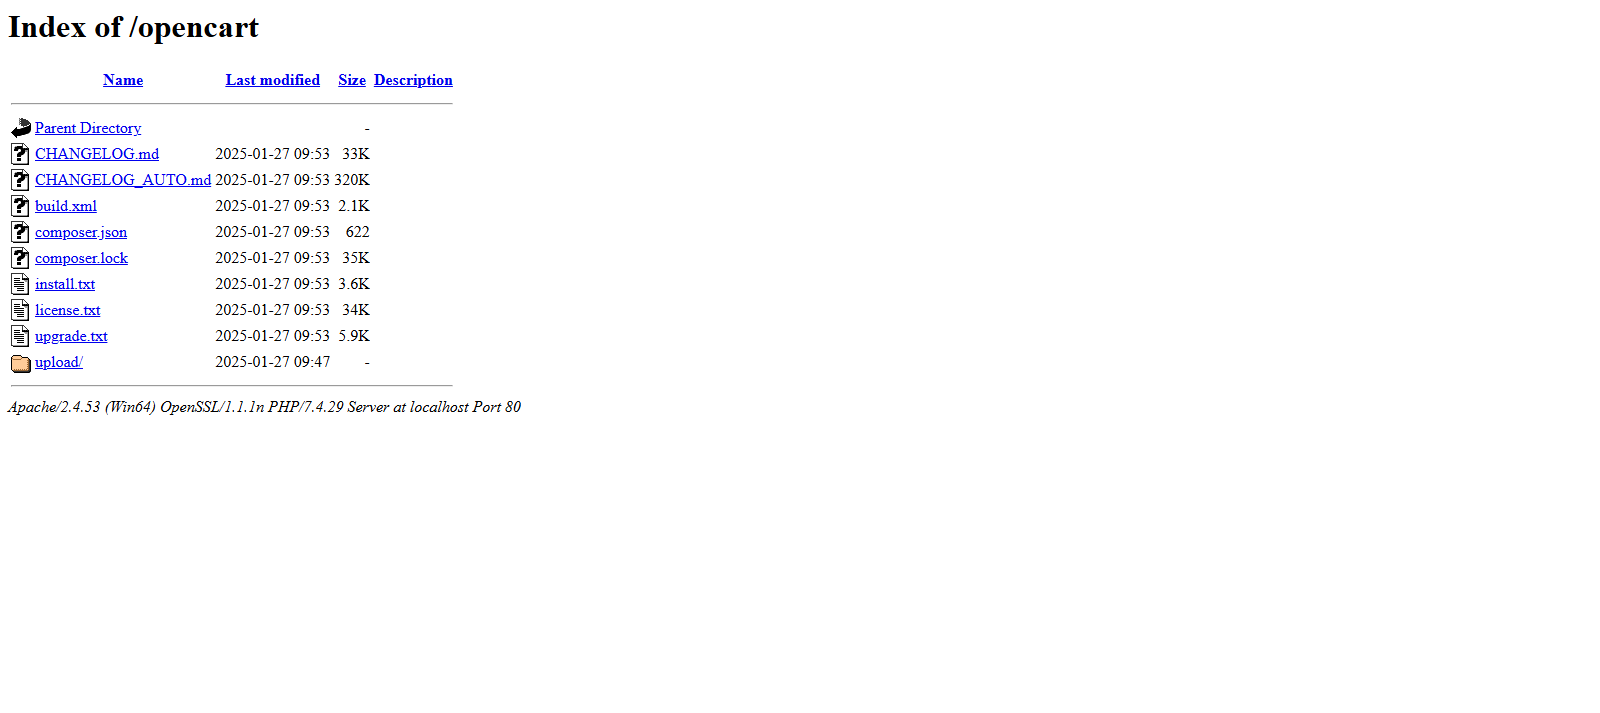 Index of /opencart
Name Last modified Size Description
Parent Directory -
CHANGELOG.md 2025-01-27 09:53 33K
CHANGELOG_AUTO.md 2025-01-27 09:53 320K
build.xml 2025-01-27 09:53 2.1K
composer.json 2025-01-27 09:53 622
composer.lock 2025-01-27 09:53 35K
install.txt 2025-01-27 09:53 3.6K
license.txt 2025-01-27 09:53 34K
upgrade.txt 2025-01-27 09:53 5.9K
upload/ 2025-01-27 09:47 -
Apache/2.4.53 (Win64) OpenSSL/1.1.1n PHP/7.4.29 Server at localhost Port 80